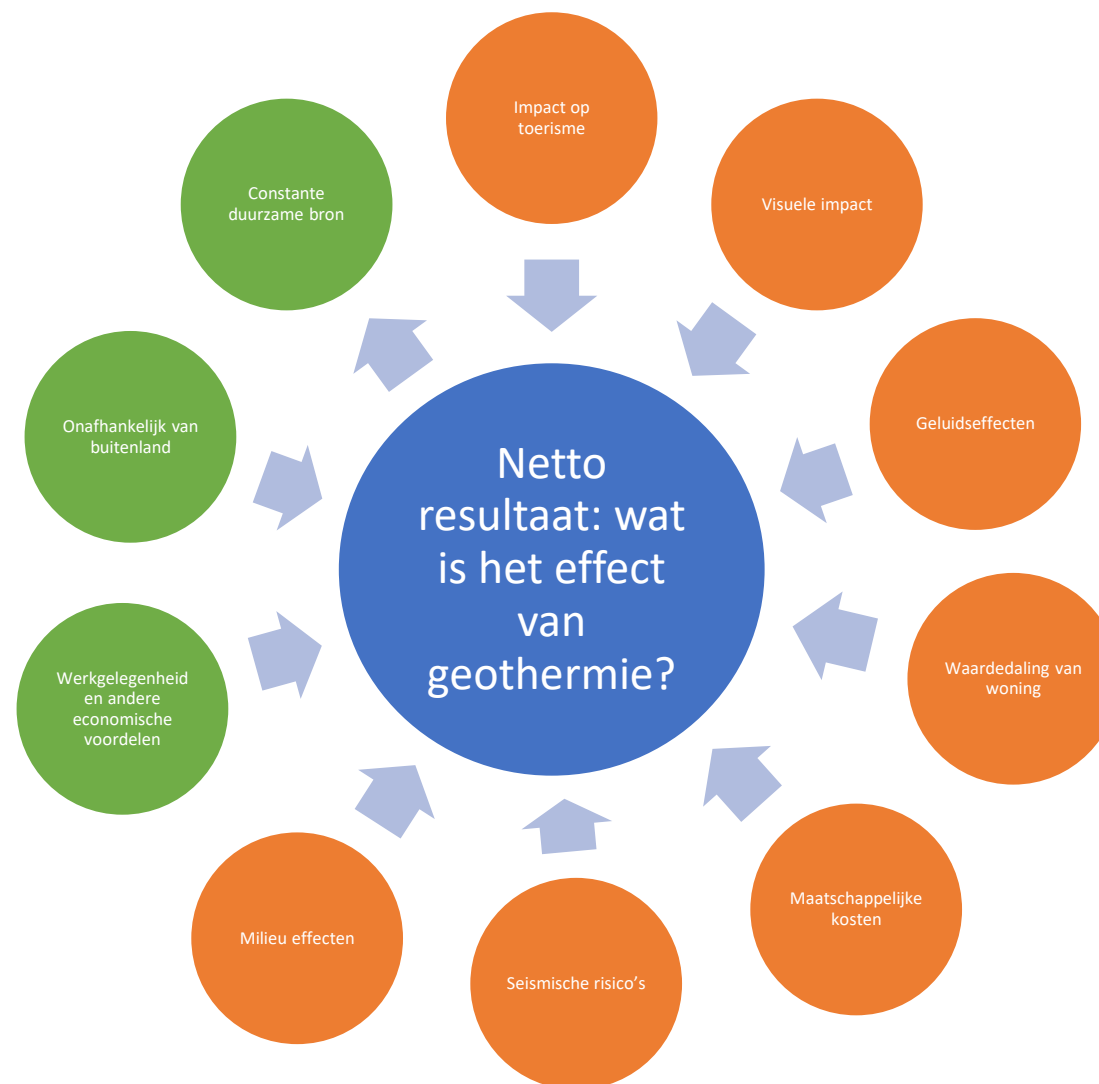 Impact op
toerisme
Visuele impact
Geluidseffecten
Waardedaling van
woning
Maatschappelijke
kosten
Seismische risico's
Milieu effecten
Werkgelegenheid
en andere
economische
voordelen
Onafhankelijk van
buitenland
Constante
duurzame bron
Netto
resultaat: wat
is het effect
van
geothermie?